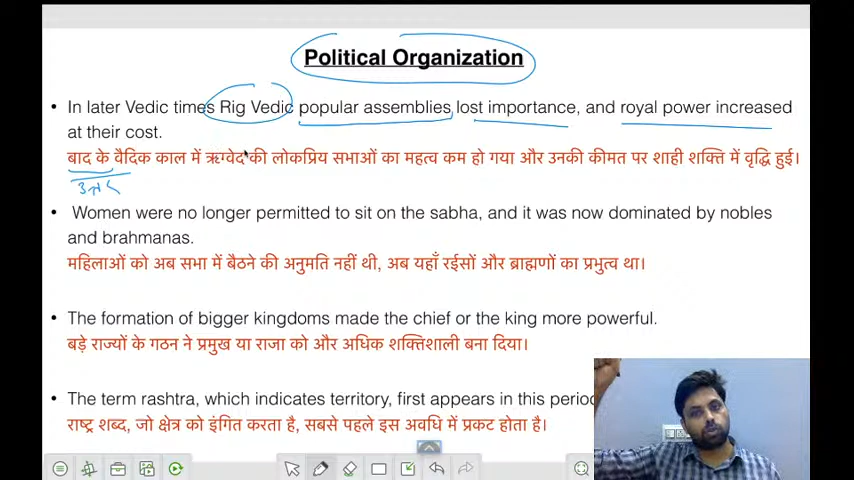 Political Organization
• In later Vedic times Rig Vedic popular assemblies lost importance, and royal power increased
at their cost.
बाद के वैदिक काल में ऋग्वेद की लोकप्रिय सभाओं का महत्व कम हो गया और उनकी कीमत पर शाही शक्ति में वृद्धि हुई।
• Women were no longer permitted to sit on the sabha, and it was now dominated by nobles
and brahmanas.
महिलाओं को अब सभा में बैठने की अनुमति नहीं थी, अब यहाँ रईसों और ब्राह्मणों का प्रभुत्व था।
• The formation of bigger kingdoms made the chief or the king more powerful.
बड़े राज्यों के गठन ने प्रमुख या राजा को और अधिक शक्तिशाली बना दिया।
• The term rashtra, which indicates territory, first appears in this period
राष्ट्र शब्द, जो क्षेत्र को इंगित करता है, सबसे पहले इस अवधि में प्रकट होता है।